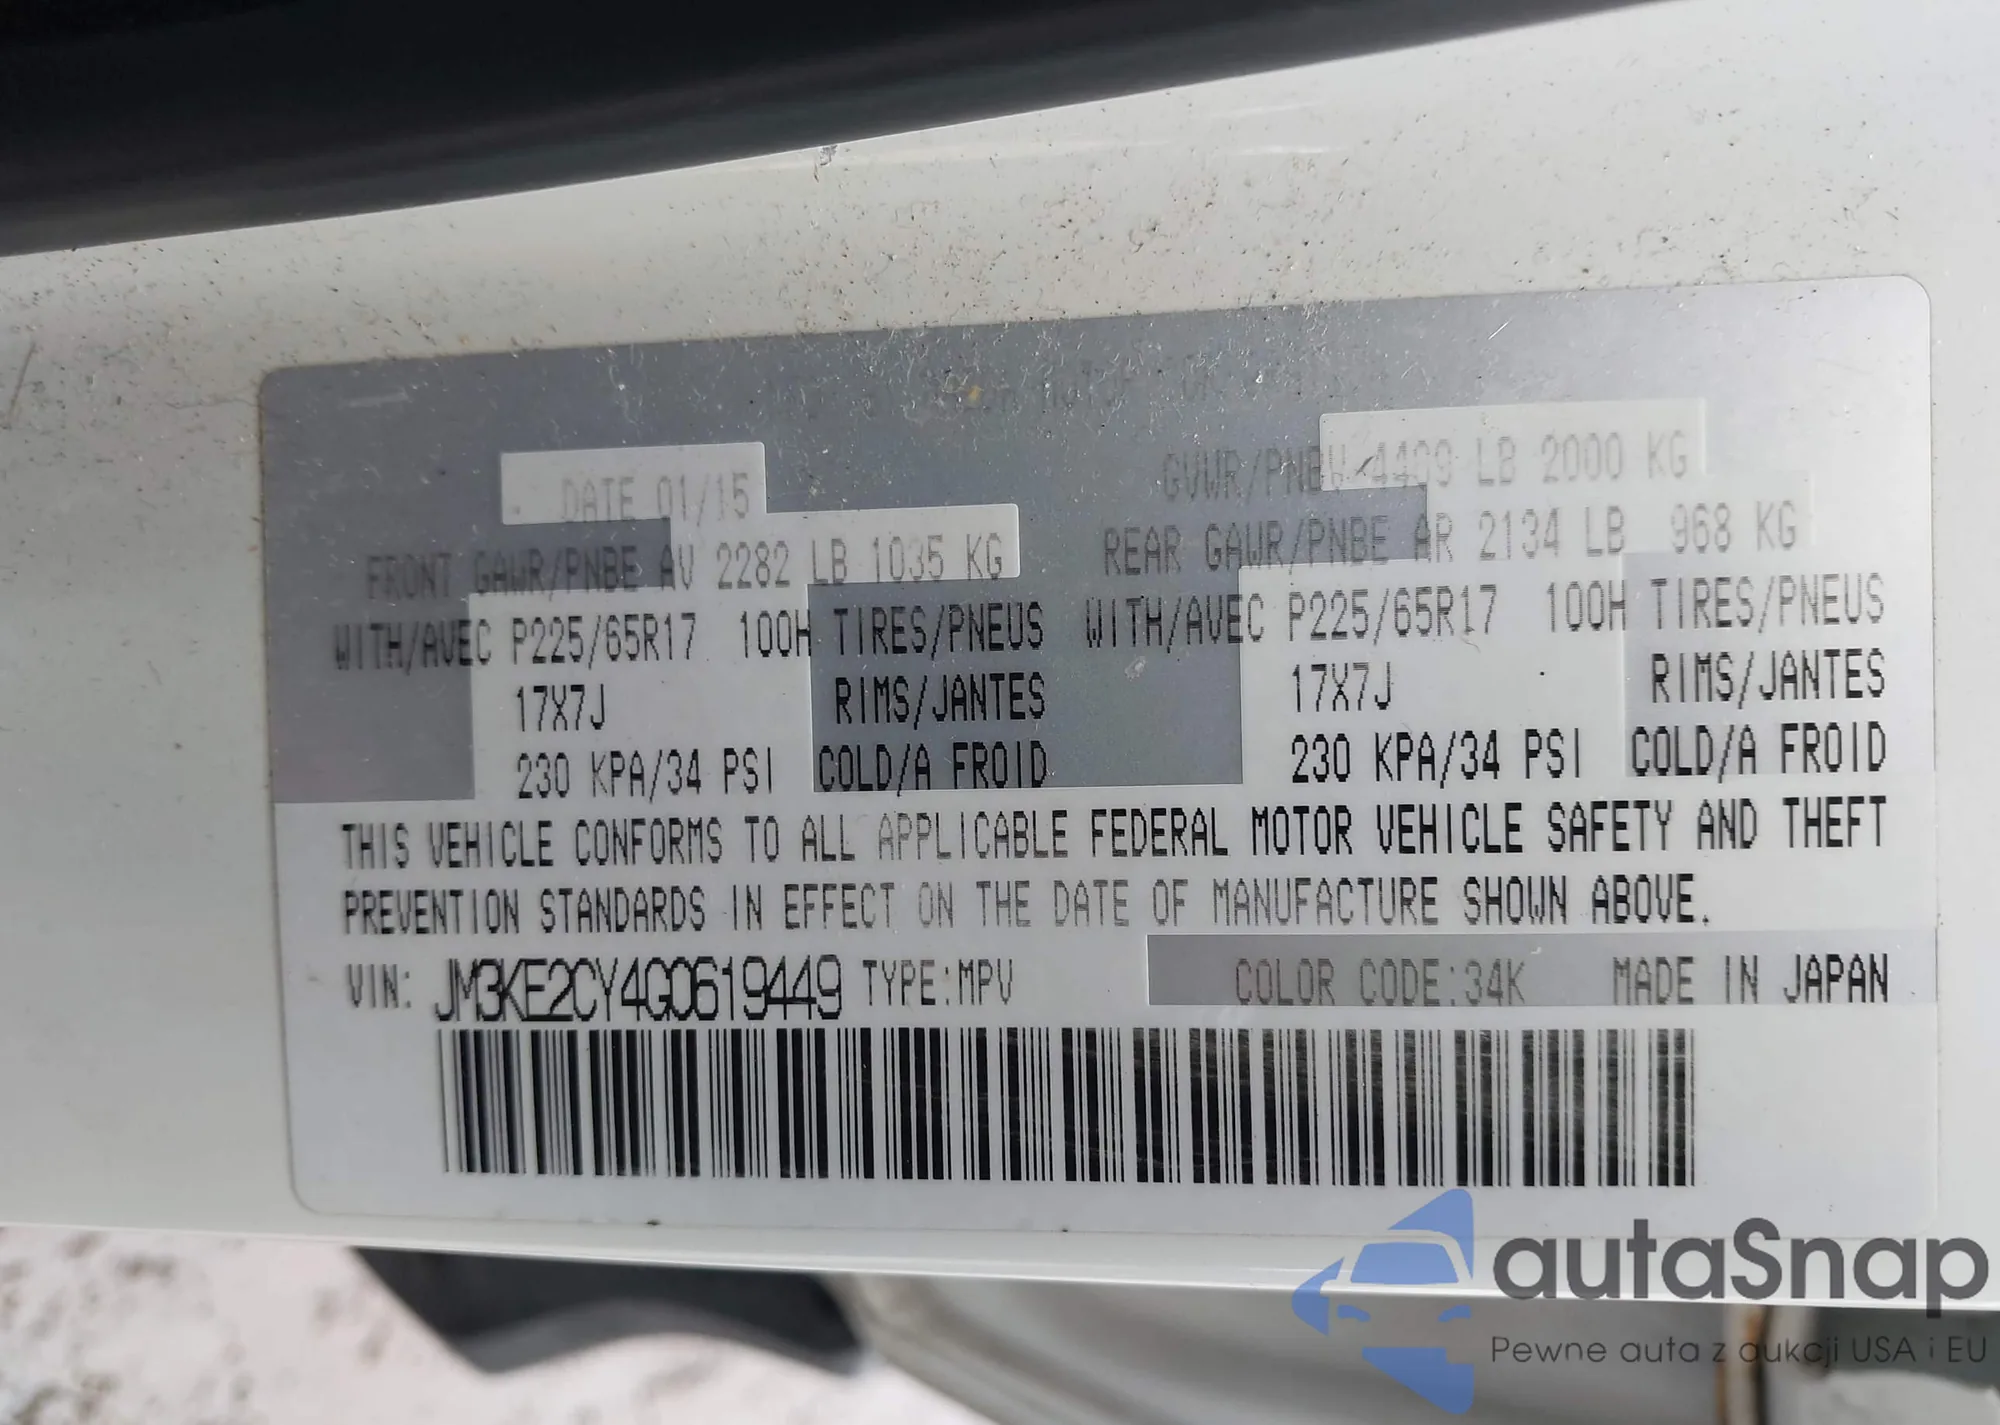 MOTOR
DATE 01/15 GVWR/PNBV 4409 LB 2000 KG
FRONT GAWR/PNBE AV 2282 LB 1035 KG REAR GAWR/PNBE AR 2134 LB 968 KG
WITH/AVEC P225/65R17 100H TIRES/PNEUS WITH/AVEC P225/65R17 100H TIRES/PNEUS
17X7J RIMS/JANTES 17X7J RIMS/JANTES
230 KPA/34 PSI COLD/A FROID 230 KPA/34 PSI COLD/A FROID
THIS VEHICLE CONFORMS TO ALL APPLICABLE FEDERAL MOTOR VEHICLE SAFETY AND THEFT
PREVENTION STANDARDS IN EFFECT ON THE DATE OF MANUFACTURE SHOWN ABOVE.
VIN: JM3KE2CY4G0619449 TYPE:MPV COLOR CODE:34K MADE IN JAPAN
autaSnap
Pewne auta z aukcji USA i EU